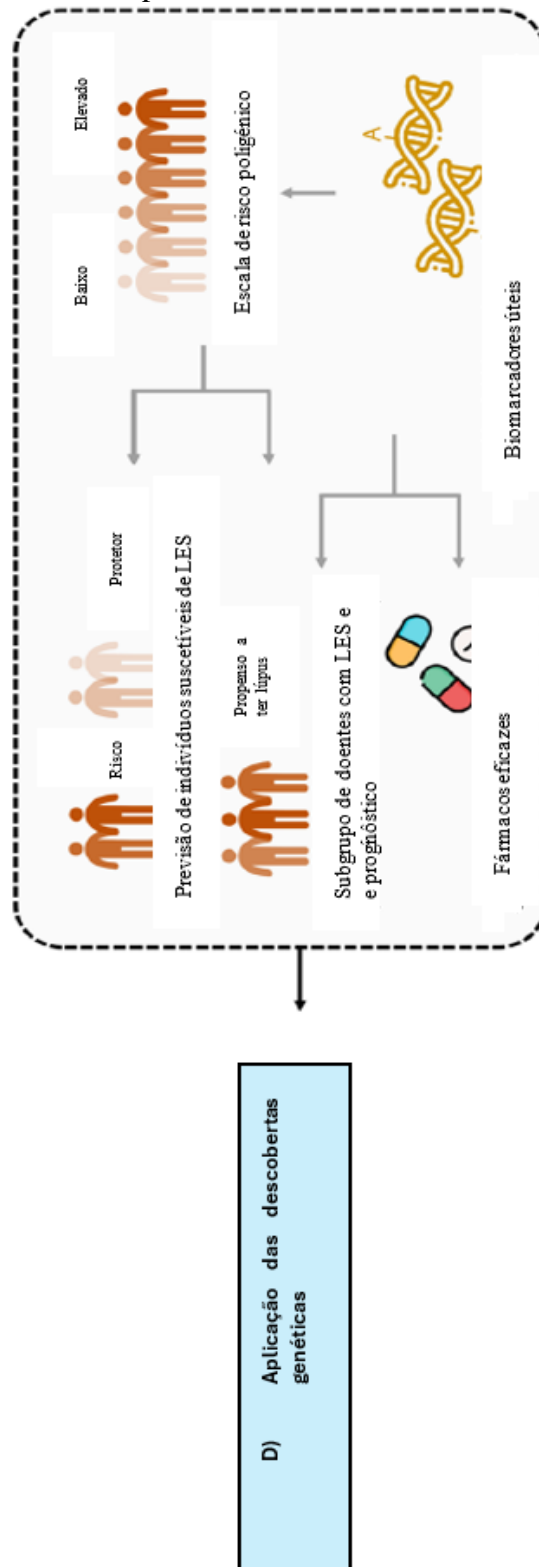 D) Aplicação das descobertas
genéticas
Risco
Protetor
Previsão de indivíduos suscetíveis de LES
Propenso a
ter lúpus
Subgrupo de doentes com LES e
e prognóstico
Fármacos eficazes
Baixo
Elevado
Escala de risco poligénico
A
Biomarcadores úteis